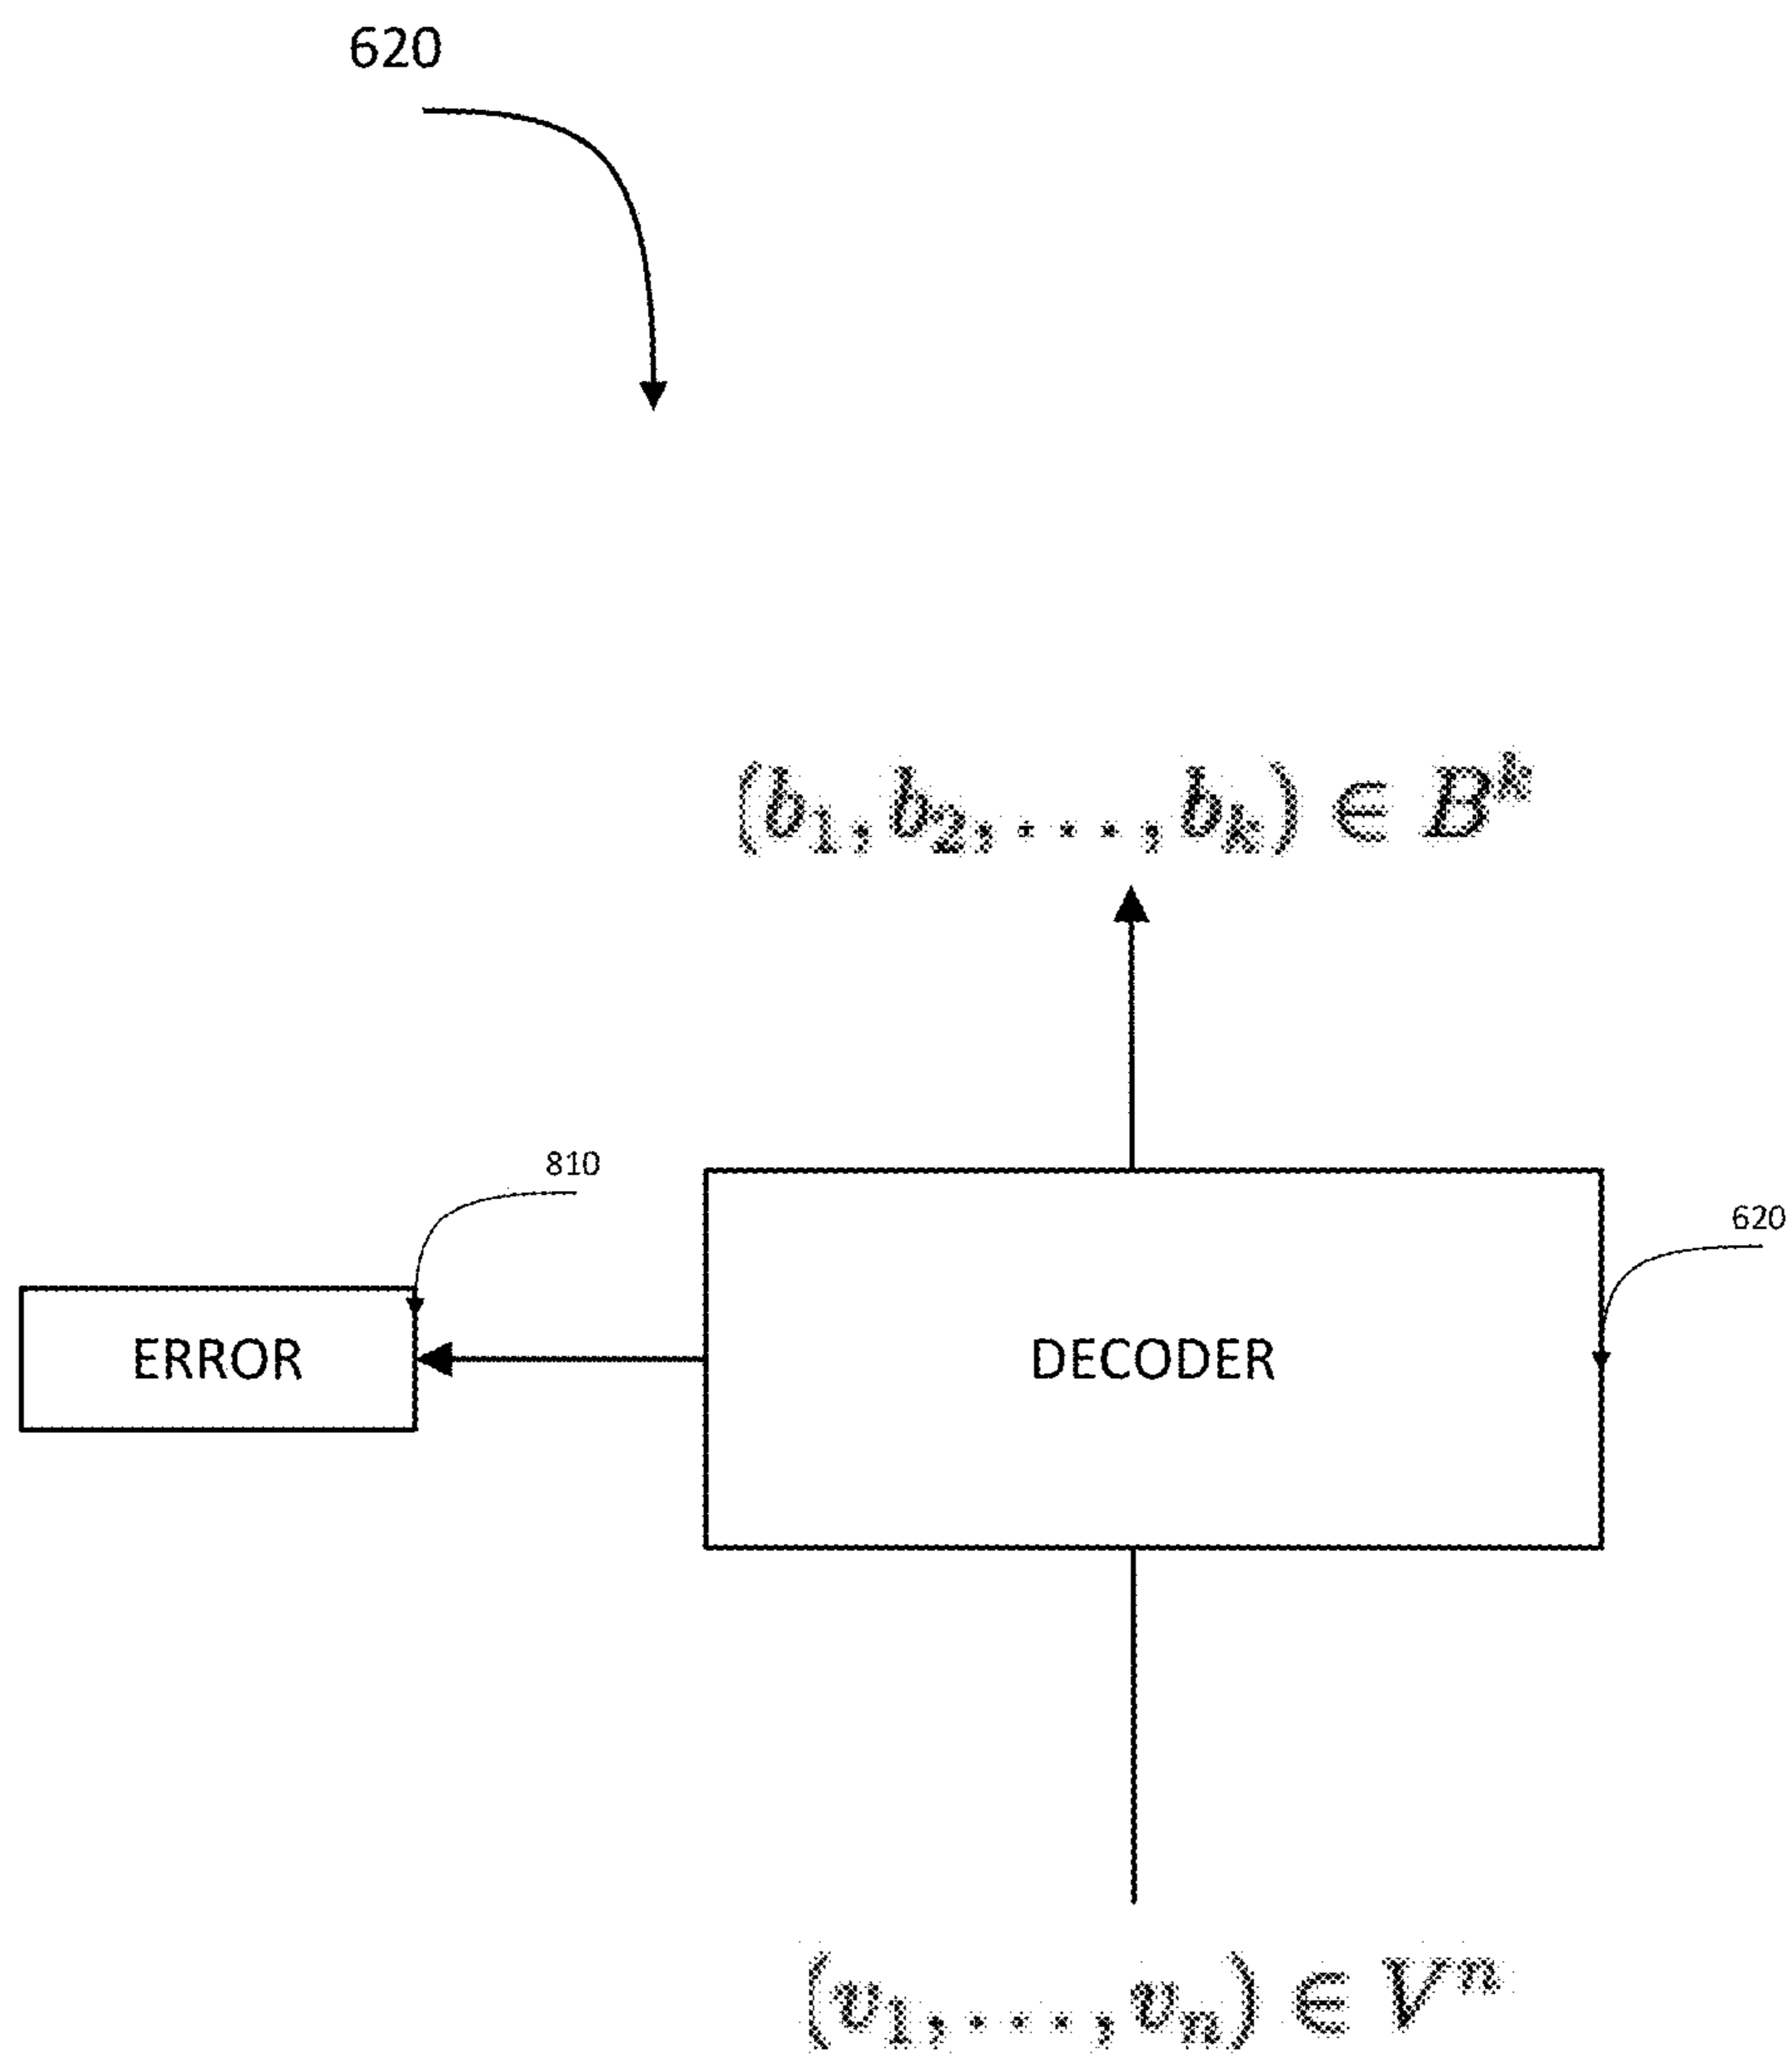 620
(b₁, b₂, . . . , bₖ) ∈ Bᵏ
810
620
ERROR
DECODER
(v₁, . . . , vₙ) ∈ Vⁿ